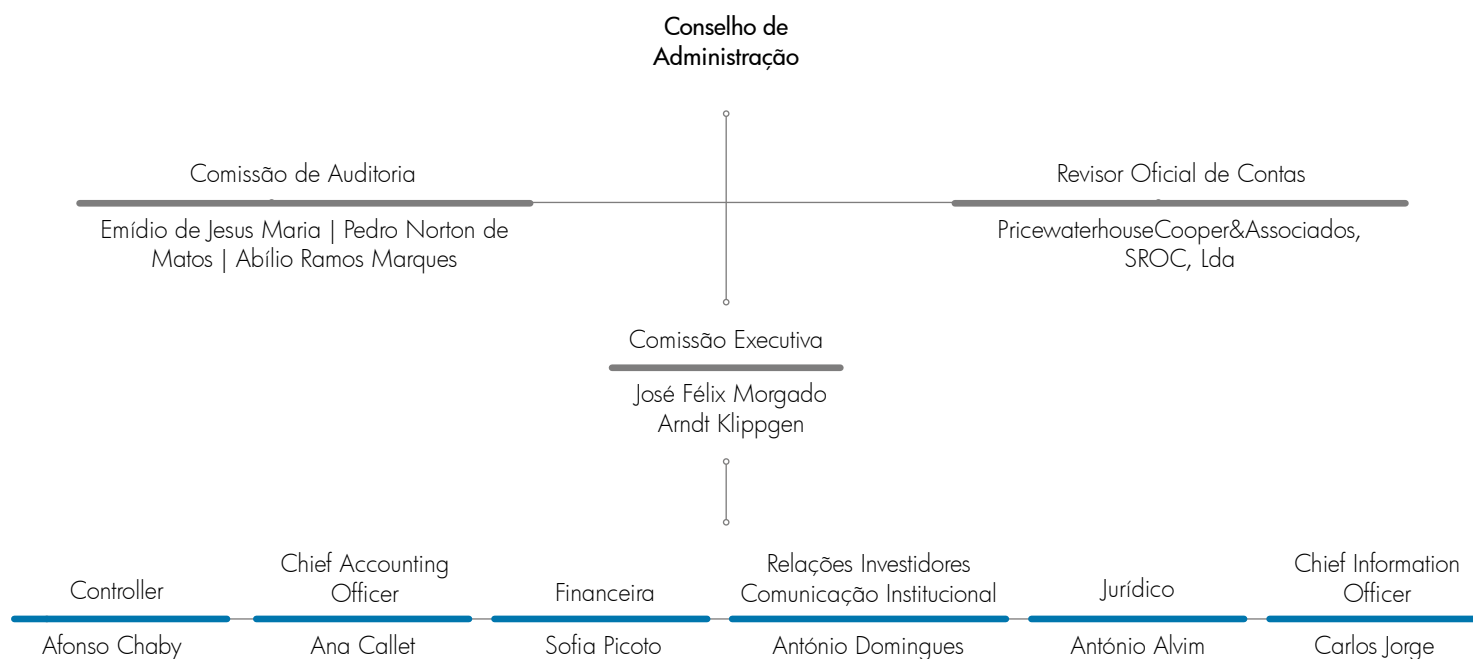 Conselho de
Administração
Comissão de Auditoria
Emídio de Jesus Maria | Pedro Norton de
Matos | Abílio Ramos Marques
Revisor Oficial de Contas
PricewaterhouseCooper&Associados,
SROC, Lda
Comissão Executiva
José Félix Morgado
Arndt Klippgen
Controller
Afonso Chaby
Chief Accounting
Officer
Ana Callet
Financeira
Sofia Picoto
Relações Investidores
Comunicação Institucional
António Domingues
Jurídico
António Alvim
Chief Information
Officer
Carlos Jorge